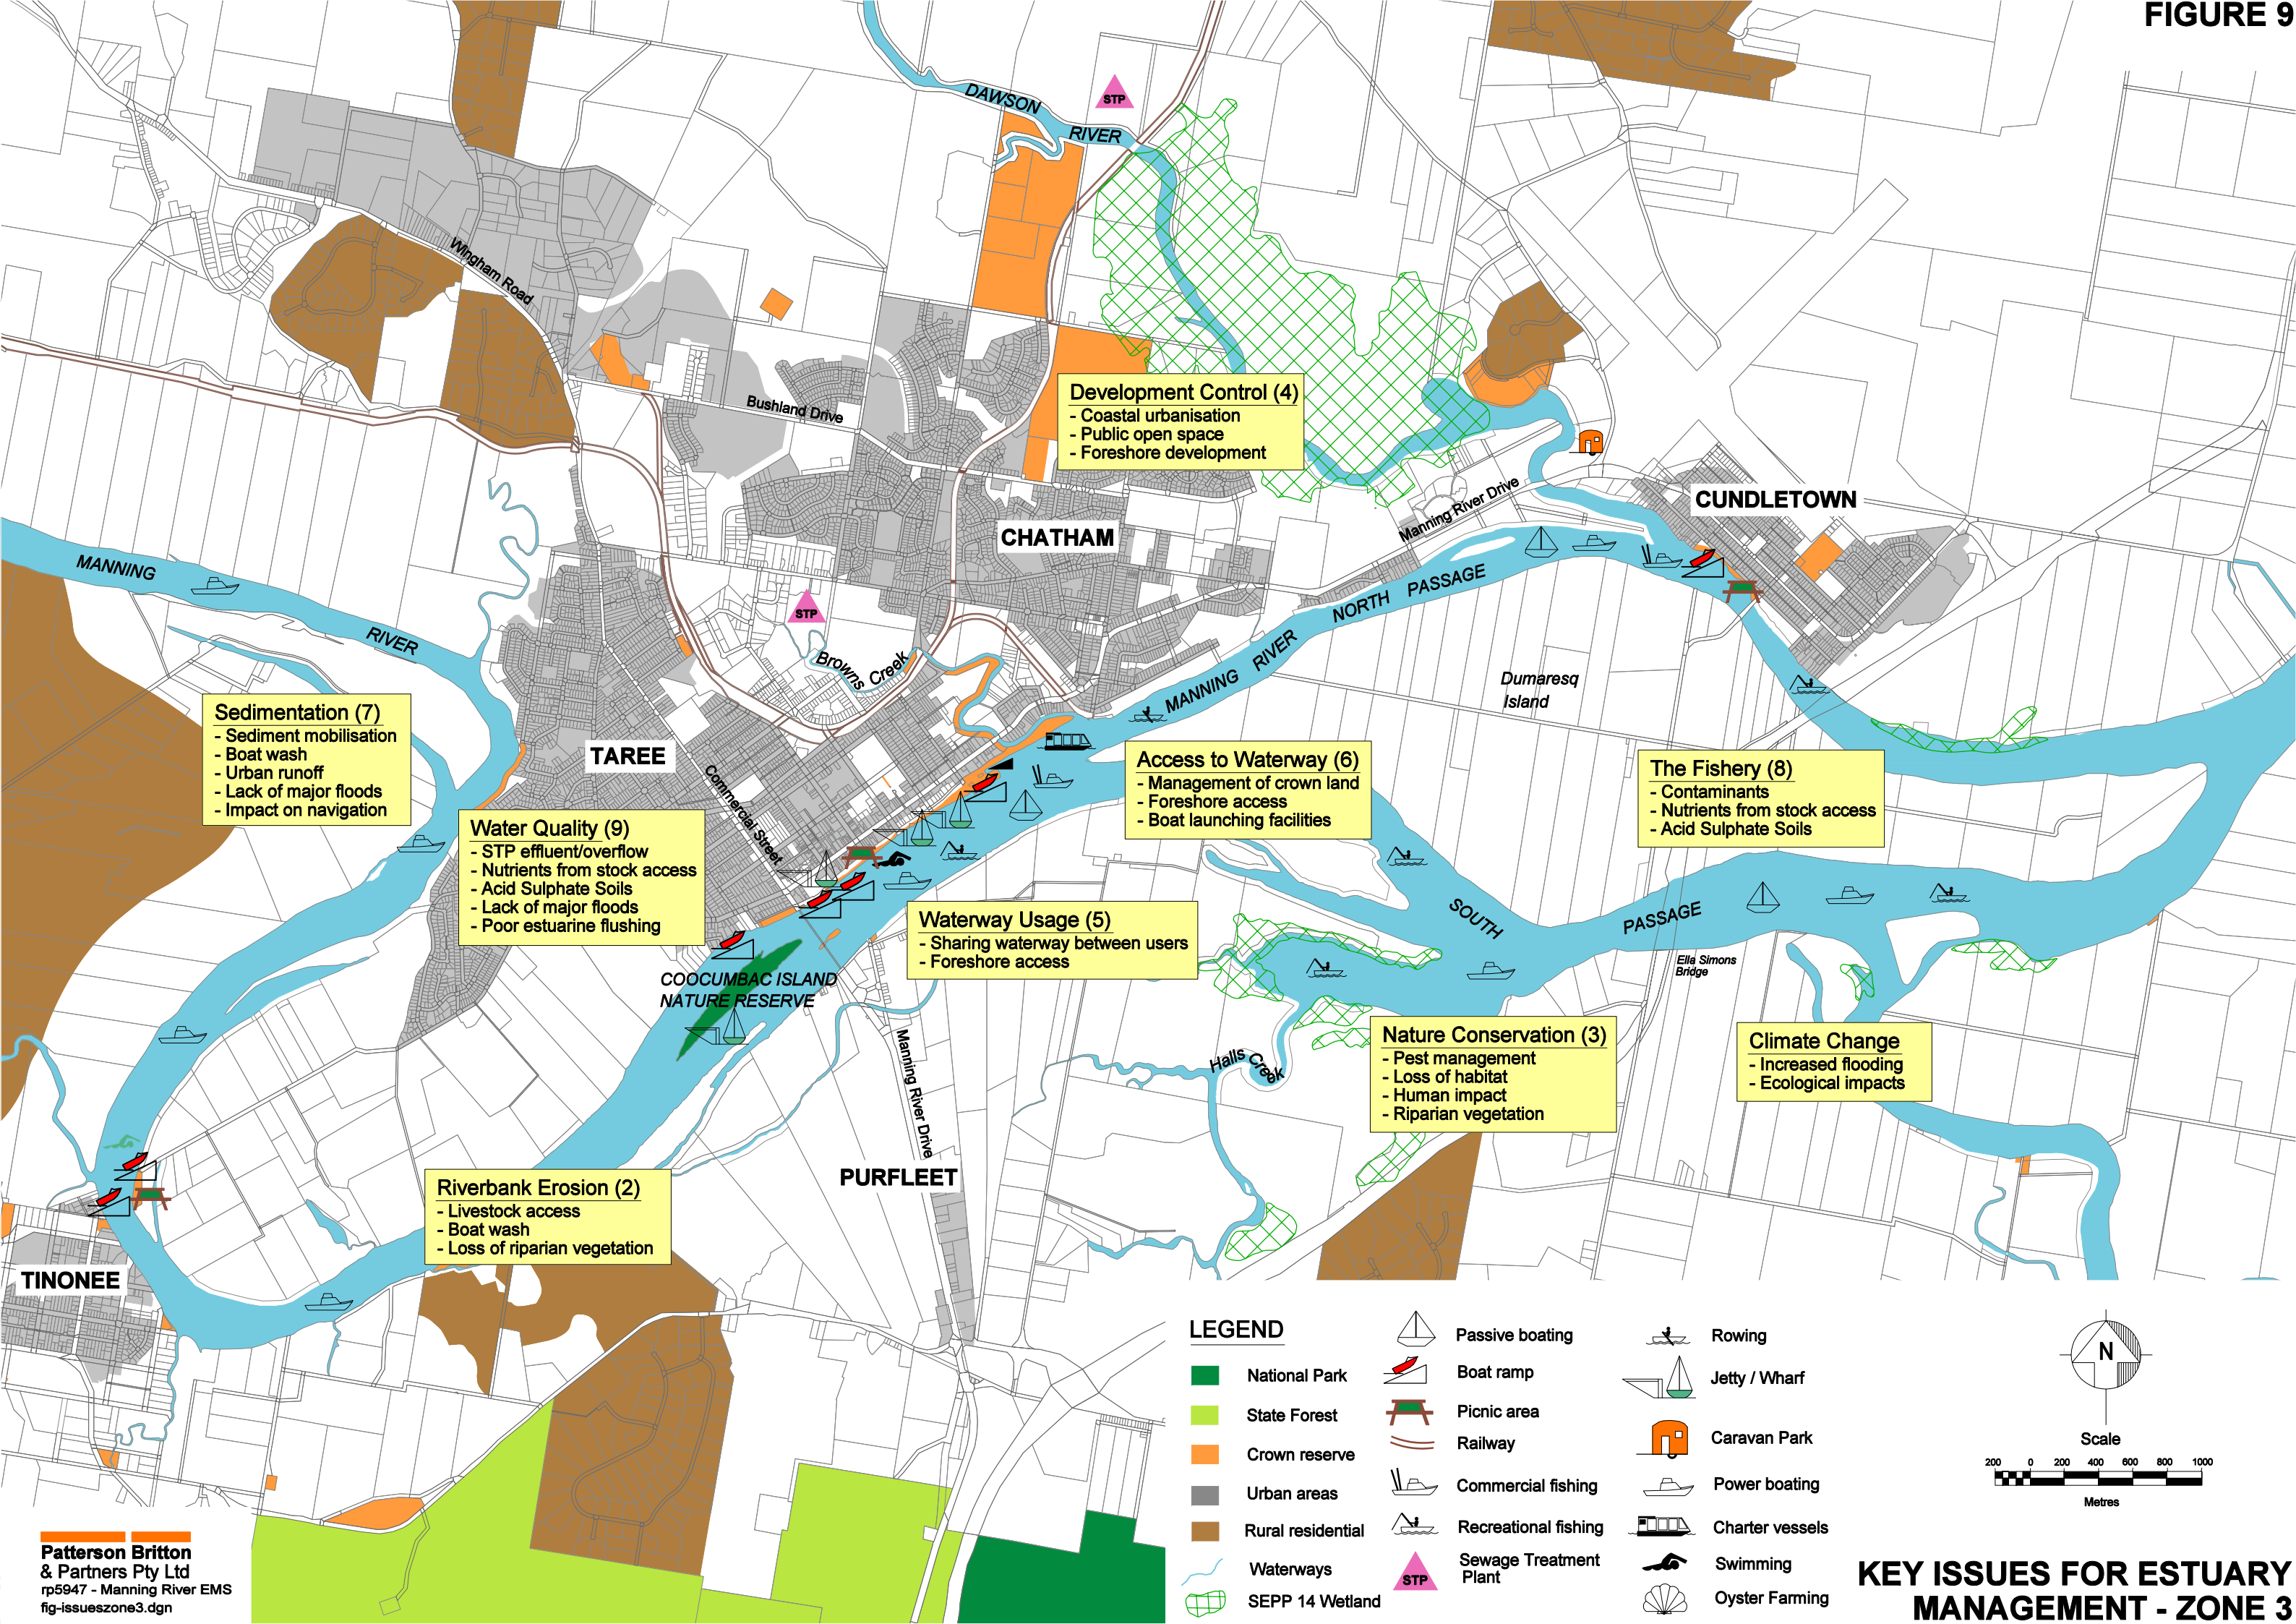 FIGURE 9
DAWSON
RIVER
STP
Wingham Road
Bushland Drive
Development Control (4)
- Coastal urbanisation
- Public open space
- Foreshore development
Manning River Drive
CUNDLETOWN
CHATHAM
MANNING
RIVER
STP
Browns
Creek
MANNING RIVER NORTH PASSAGE
Dumaresq
Island
Sedimentation (7)
- Sediment mobilisation
- Boat wash
- Urban runoff
- Lack of major floods
- Impact on navigation
TAREE
Commercial Street
Access to Waterway (6)
- Management of crown land
- Foreshore access
- Boat launching facilities
The Fishery (8)
- Contaminants
- Nutrients from stock access
- Acid Sulphate Soils
Water Quality (9)
- STP effluent/overflow
- Nutrients from stock access
- Acid Sulphate Soils
- Lack of major floods
- Poor estuarine flushing
Waterway Usage (5)
- Sharing waterway between users
- Foreshore access
SOUTH
PASSAGE
Ella Simons
Bridge
COOCUMBAC ISLAND
NATURE RESERVE
Manning River Drive
Halls
Creek
Nature Conservation (3)
- Pest management
- Loss of habitat
- Human impact
- Riparian vegetation
Climate Change
- Increased flooding
- Ecological impacts
PURFLEET
Riverbank Erosion (2)
- Livestock access
- Boat wash
- Loss of riparian vegetation
TINONEE
LEGEND
National Park
State Forest
Crown reserve
Urban areas
Rural residential
Waterways
SEPP 14 Wetland
Passive boating
Boat ramp
Picnic area
Railway
Commercial fishing
Recreational fishing
STP
Sewage Treatment
Plant
Rowing
Jetty / Wharf
Caravan Park
Power boating
Charter vessels
Swimming
Oyster Farming
N
Scale
200 0 200 400 600 800 1000
Metres
Patterson Britton
& Partners Pty Ltd
rp5947 - Manning River EMS
fig-issueszone3.dgn
KEY ISSUES FOR ESTUARY
MANAGEMENT - ZONE 3